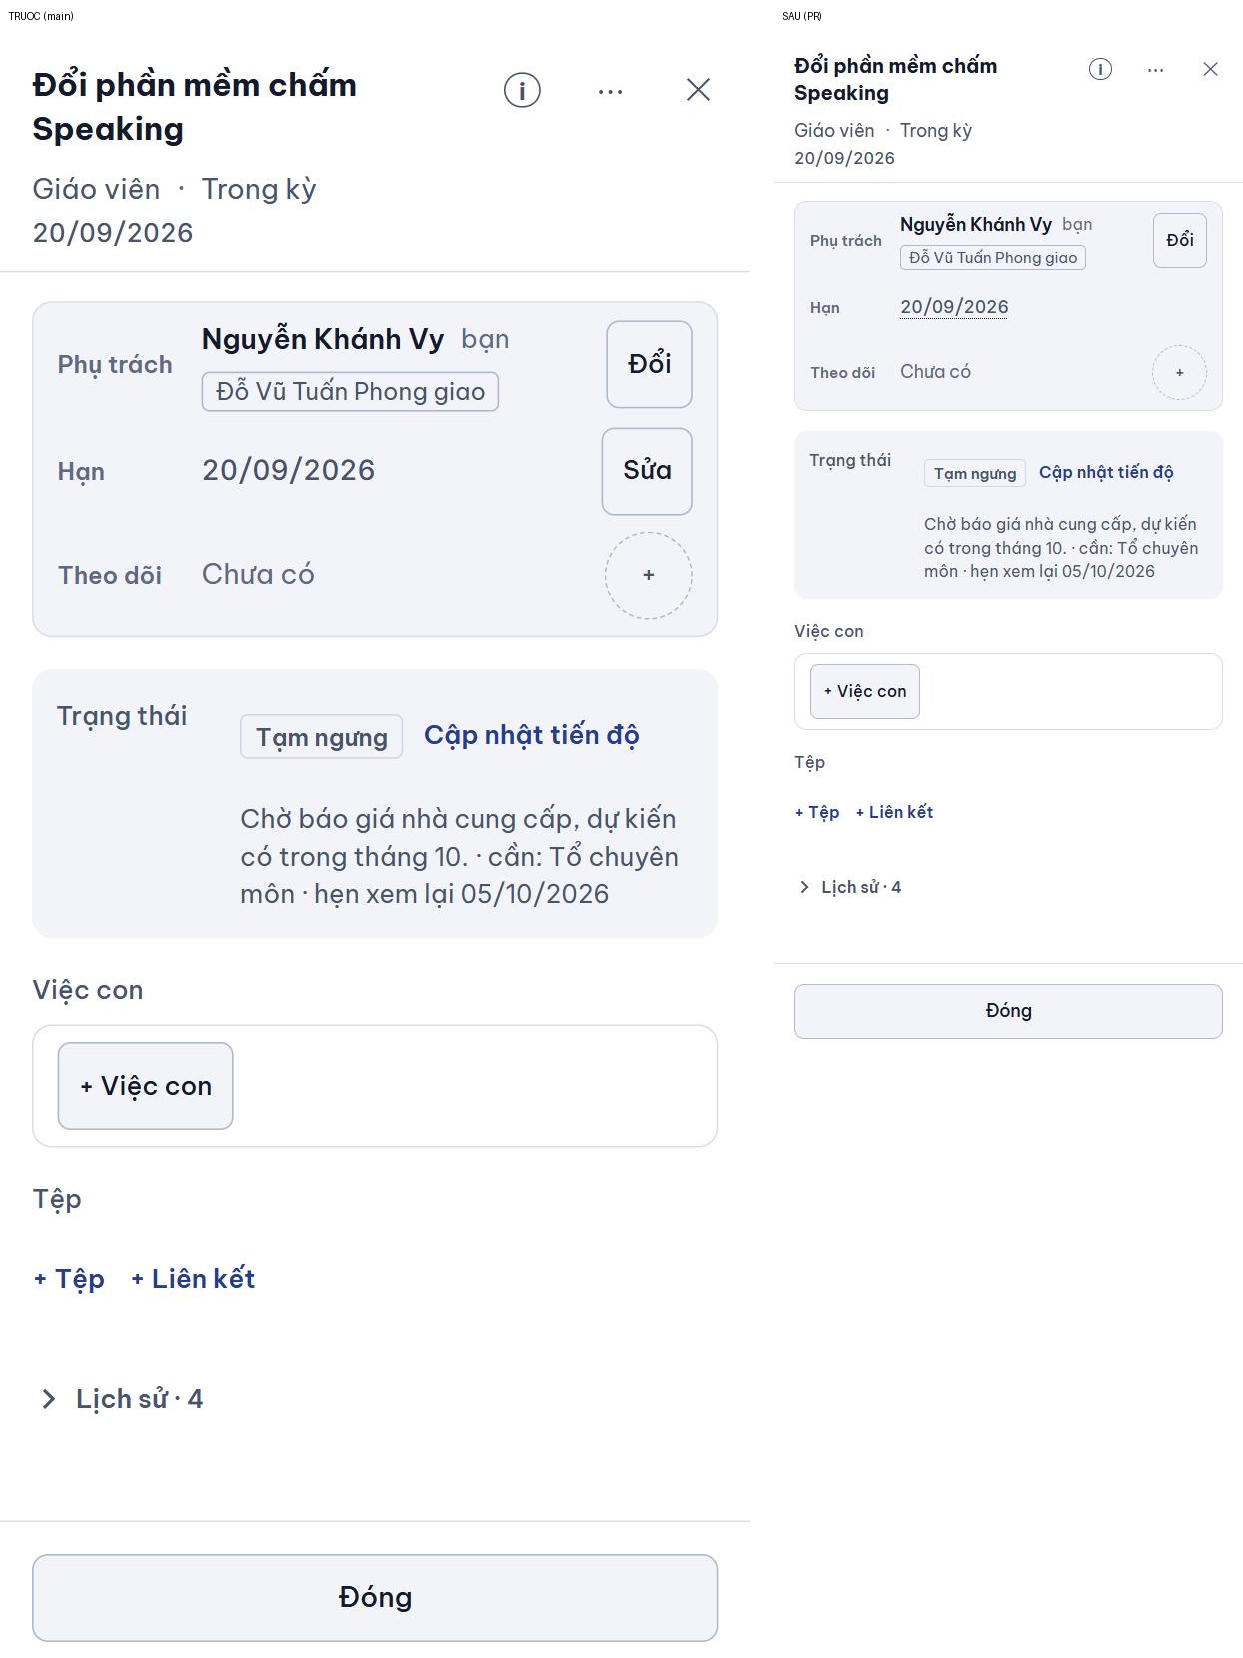 TRUOC (main)
Đổi phần mềm chấm
Speaking
Giáo viên · Trong kỳ
20/09/2026
Phụ trách
Nguyễn Khánh Vy bạn
Đỗ Vũ Tuấn Phong giao
Đổi
Hạn
20/09/2026
Sửa
Theo dõi
Chưa có
+
Trạng thái
Tạm ngưng
Cập nhật tiến độ
Chờ báo giá nhà cung cấp, dự kiến
có trong tháng 10. · cần: Tổ chuyên
môn · hẹn xem lại 05/10/2026
Việc con
+ Việc con
Tệp
+ Tệp + Liên kết
Lịch sử · 4
Đóng
SAU (PR)
Đổi phần mềm chấm
Speaking
Giáo viên · Trong kỳ
20/09/2026
Phụ trách
Nguyễn Khánh Vy bạn
Đỗ Vũ Tuấn Phong giao
Đổi
Hạn
20/09/2026
Theo dõi
Chưa có
+
Trạng thái
Tạm ngưng
Cập nhật tiến độ
Chờ báo giá nhà cung cấp, dự kiến
có trong tháng 10. · cần: Tổ chuyên
môn · hẹn xem lại 05/10/2026
Việc con
+ Việc con
Tệp
+ Tệp + Liên kết
Lịch sử · 4
Đóng